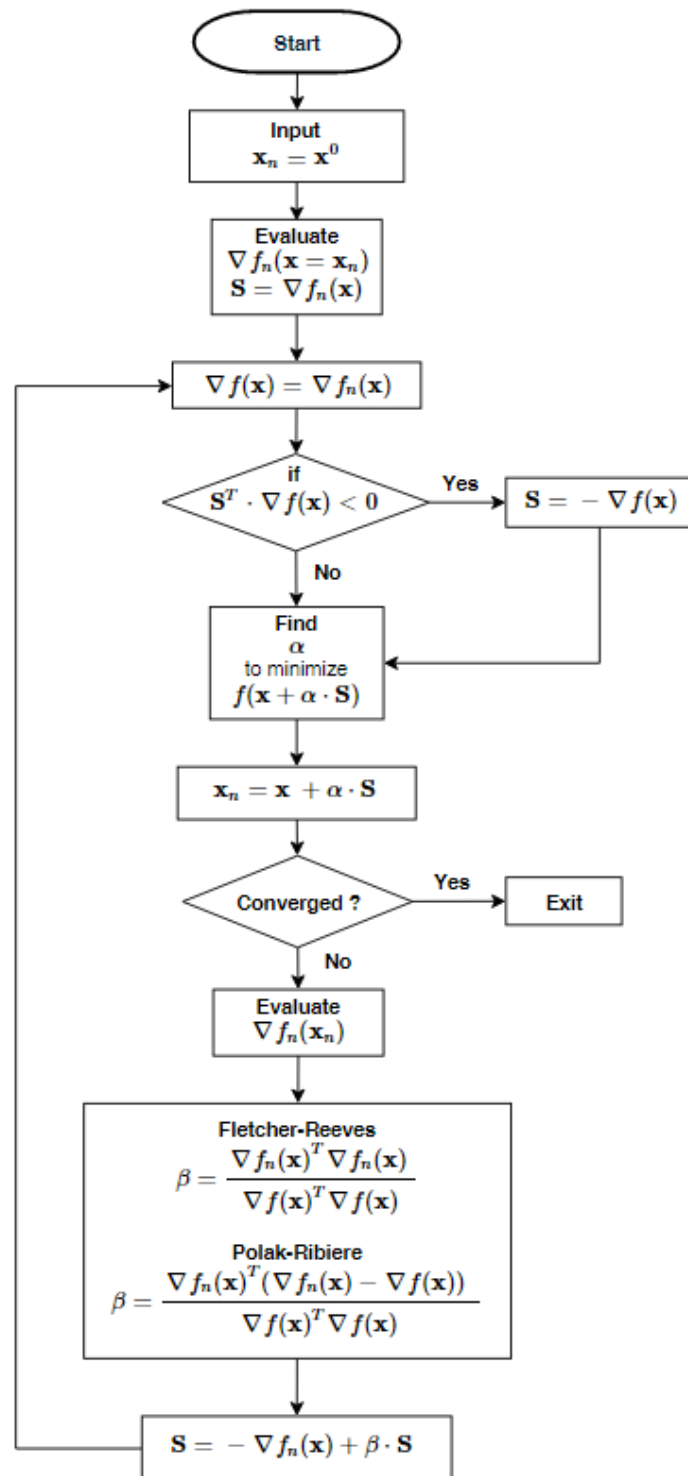 Start
Input
𝐱ₙ = 𝐱⁰
Evaluate
∇fₙ(𝐱 = 𝐱ₙ)
𝐒 = ∇fₙ(𝐱)
∇f(𝐱) = ∇fₙ(𝐱)
if
𝐒ᵀ · ∇f(𝐱) < 0
Yes
𝐒 = − ∇f(𝐱)
No
Find
α
to minimize
f(𝐱 + α · 𝐒)
𝐱ₙ = 𝐱 + α · 𝐒
Converged ?
Yes
Exit
No
Evaluate
∇fₙ(𝐱ₙ)
Fletcher-Reeves
β = ∇fₙ(𝐱)ᵀ∇fₙ(𝐱) / ∇f(𝐱)ᵀ∇f(𝐱)
Polak-Ribiere
β = ∇fₙ(𝐱)ᵀ(∇fₙ(𝐱) − ∇f(𝐱)) / ∇f(𝐱)ᵀ∇f(𝐱)
𝐒 = − ∇fₙ(𝐱) + β · 𝐒